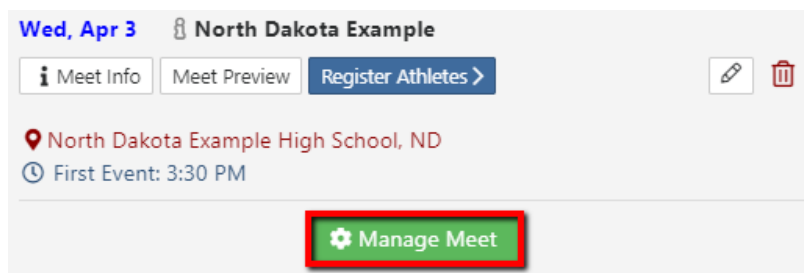 Wed, Apr 3 North Dakota Example
Meet Info Meet Preview Register Athletes >
North Dakota Example High School, ND
First Event: 3:30 PM
Manage Meet